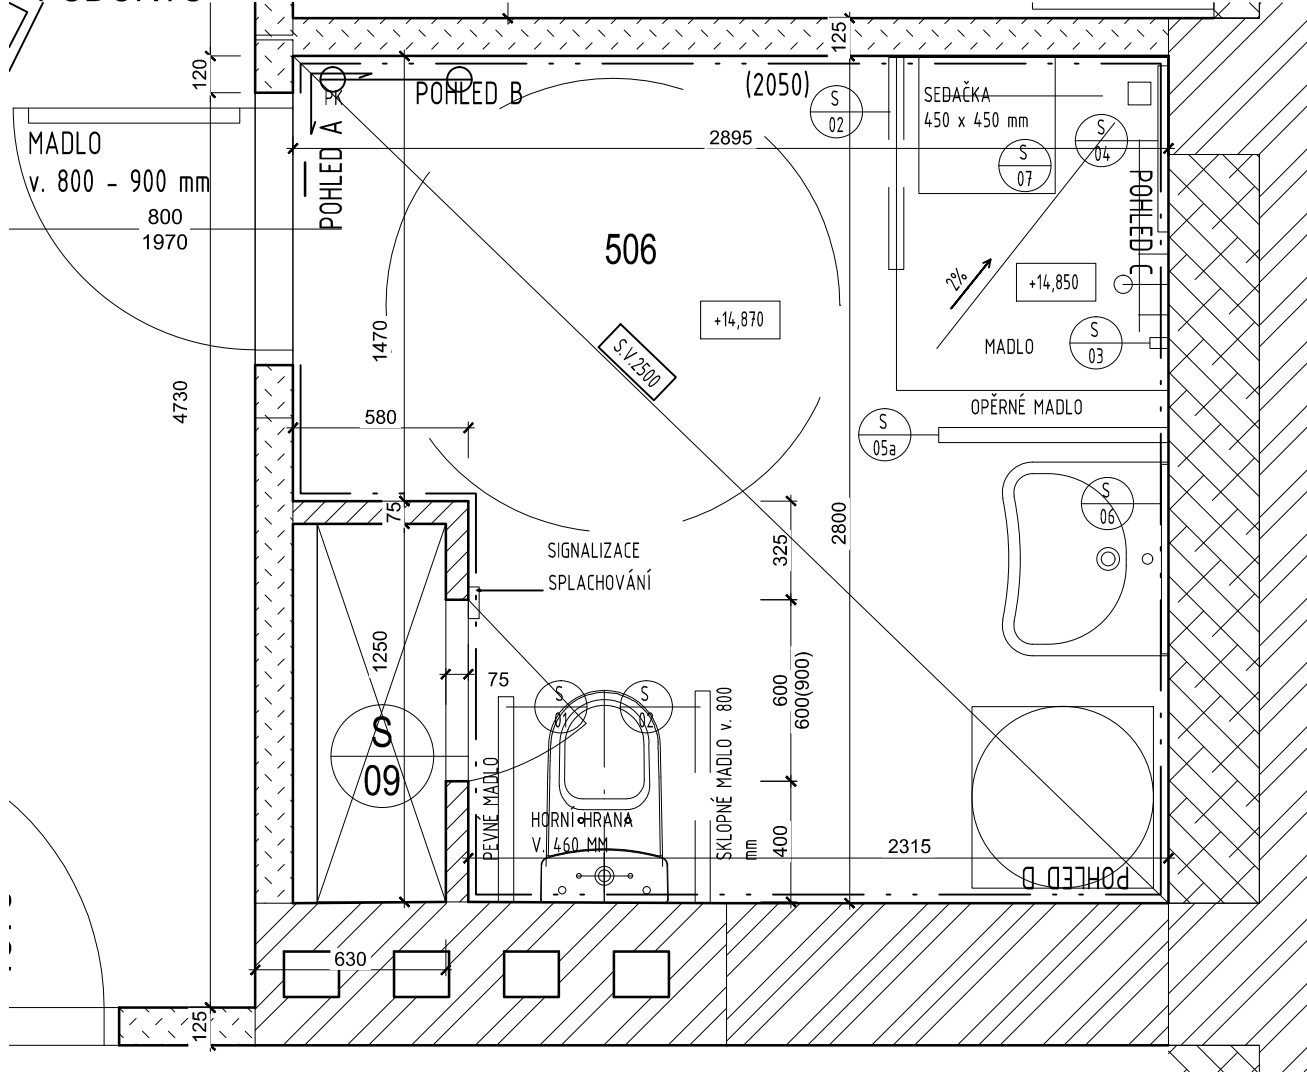 125
120
PK
POHLED B
(2050)
S
02
SEDAČKA
450 x 450 mm
S
04
S
07
MADLO
v. 800 - 900 mm
800
1970
POHLED A
2895
POHLED C
506
2%
+14,850
+14,870
1470
S.V.2500
MADLO
S
03
4730
580
OPĚRNÉ MADLO
S
05a
75
S
06
2800
325
SIGNALIZACE
SPLACHOVÁNÍ
1250
75
S
01
S
02
600
600(900)
S
09
PEVNÉ MADLO
SKLOPNÉ MADLO v. 800
mm
HORNÍ HRANA
V. 460 MM
400
2315
POHLED D
630
125